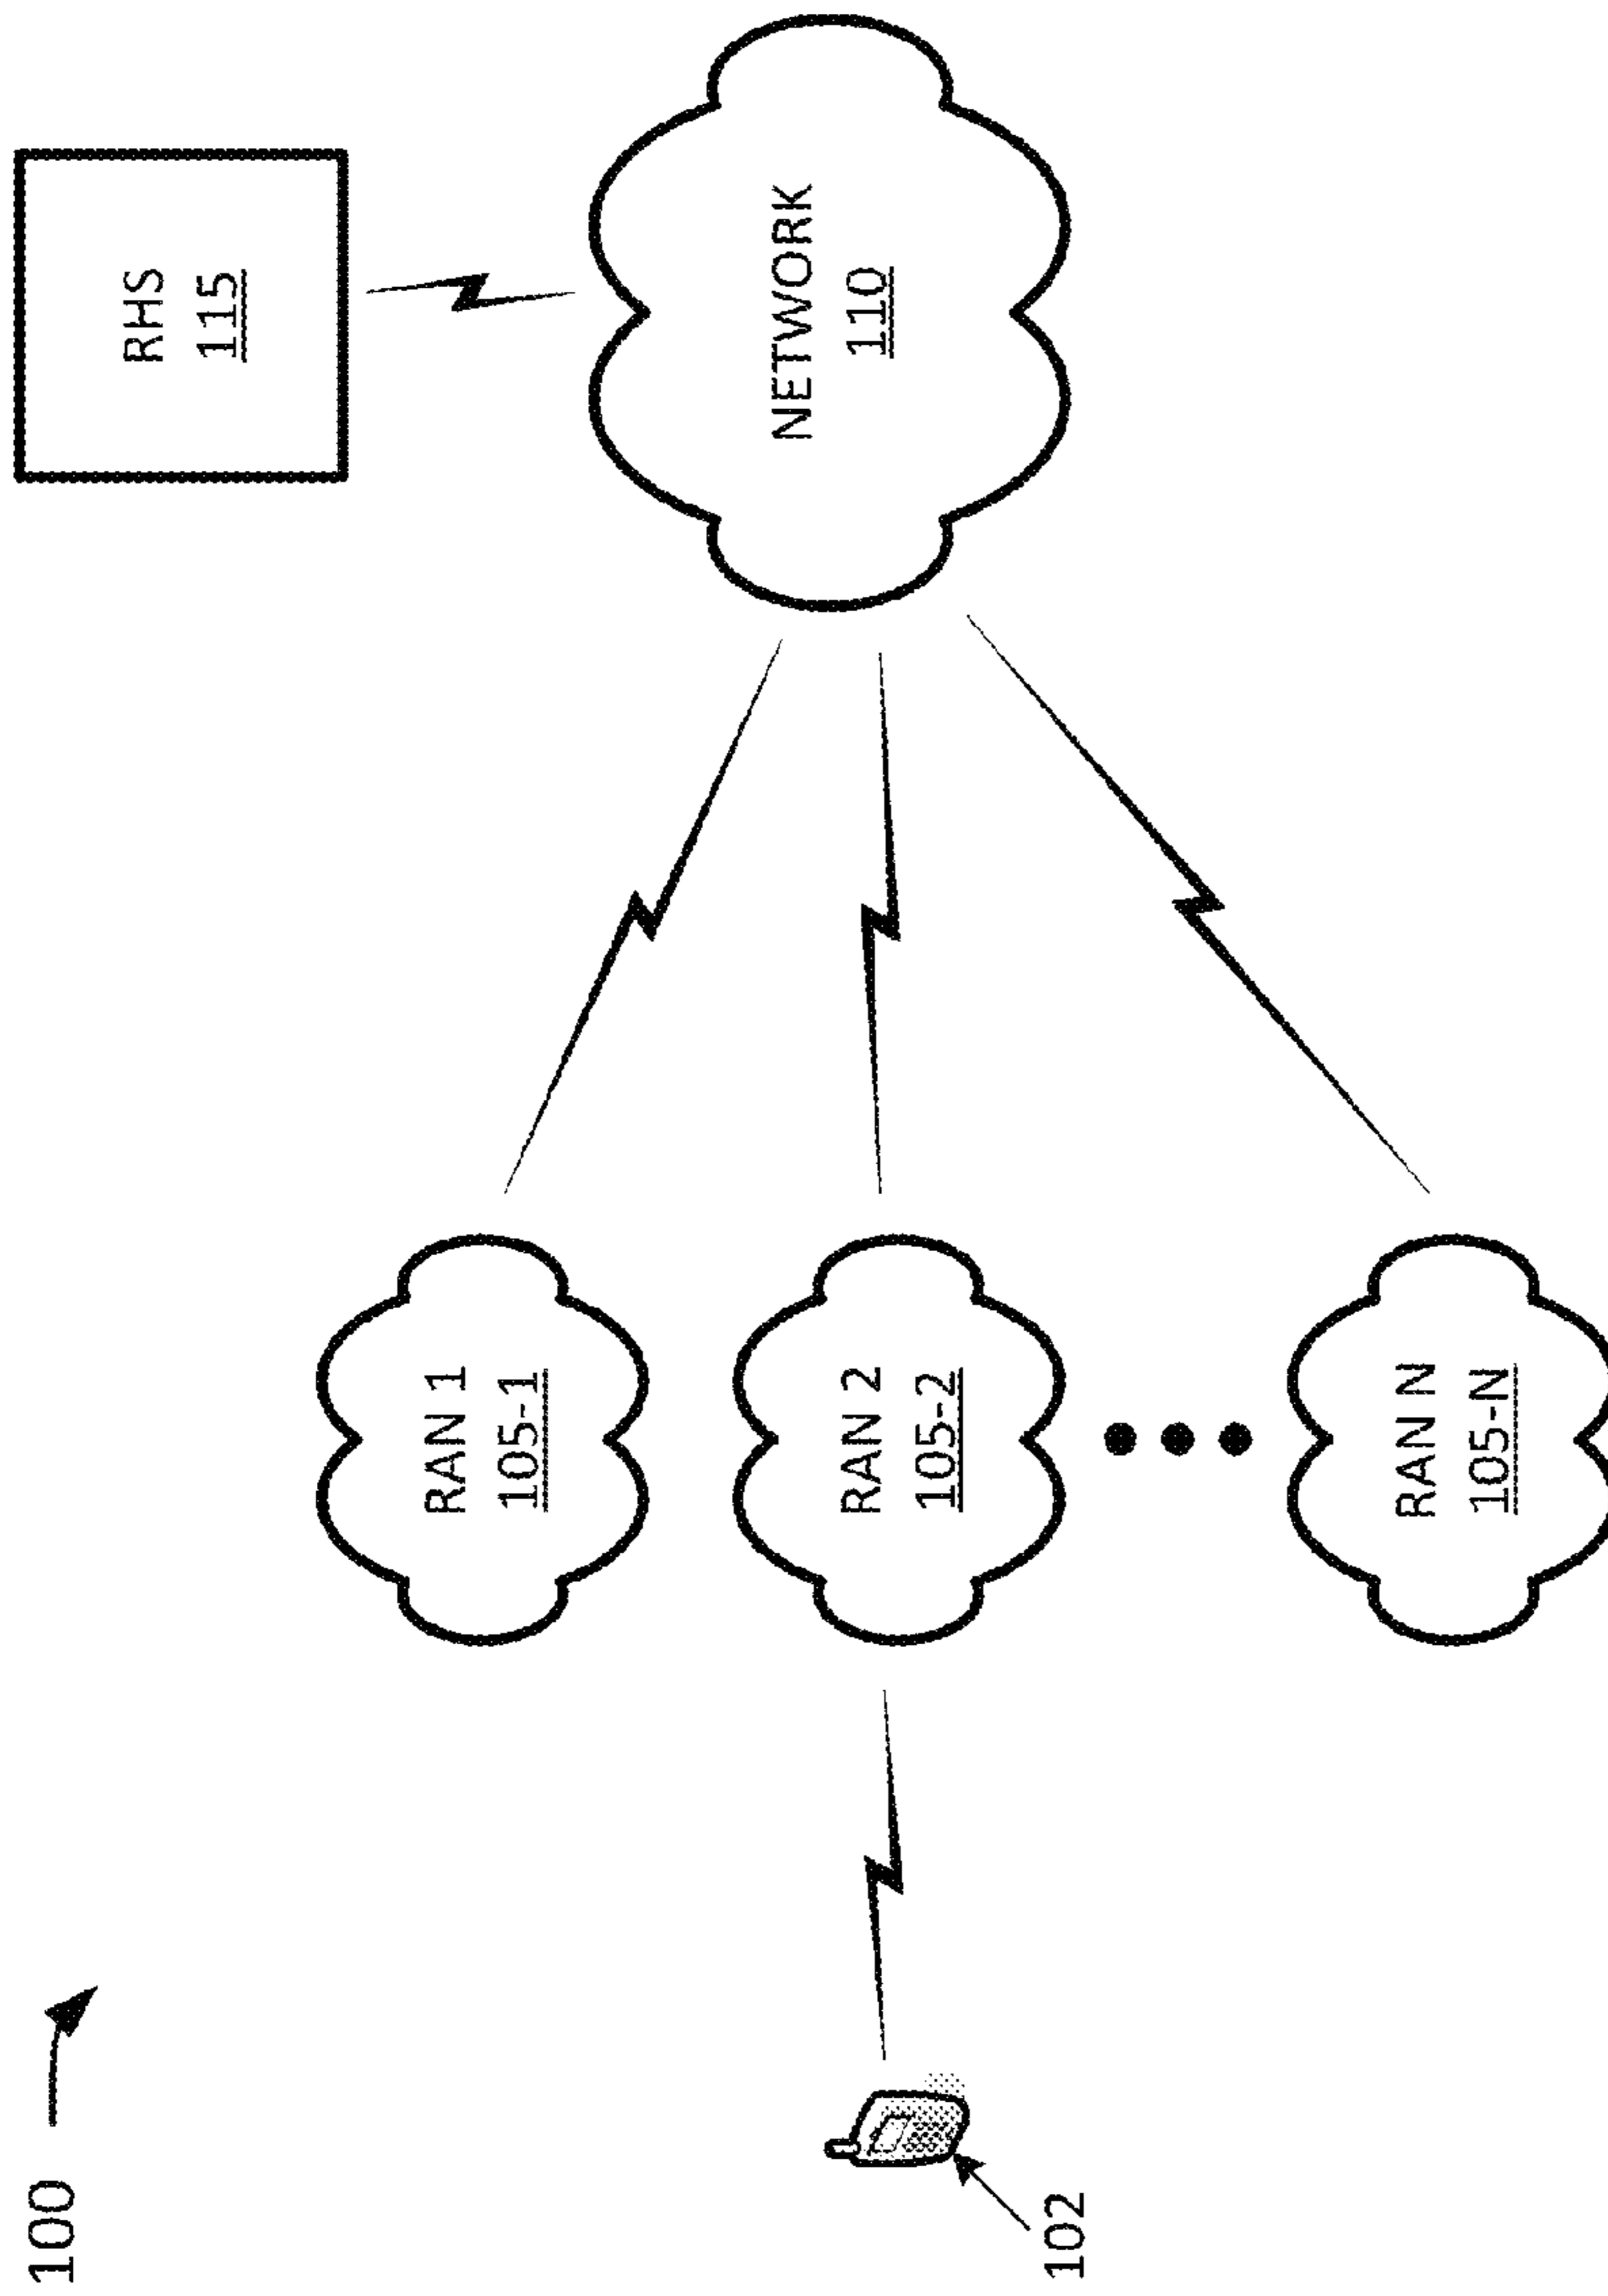 100
RHS
115
NETWORK
110
RAN 1
105-1
RAN 2
105-2
RAN N
105-N
102